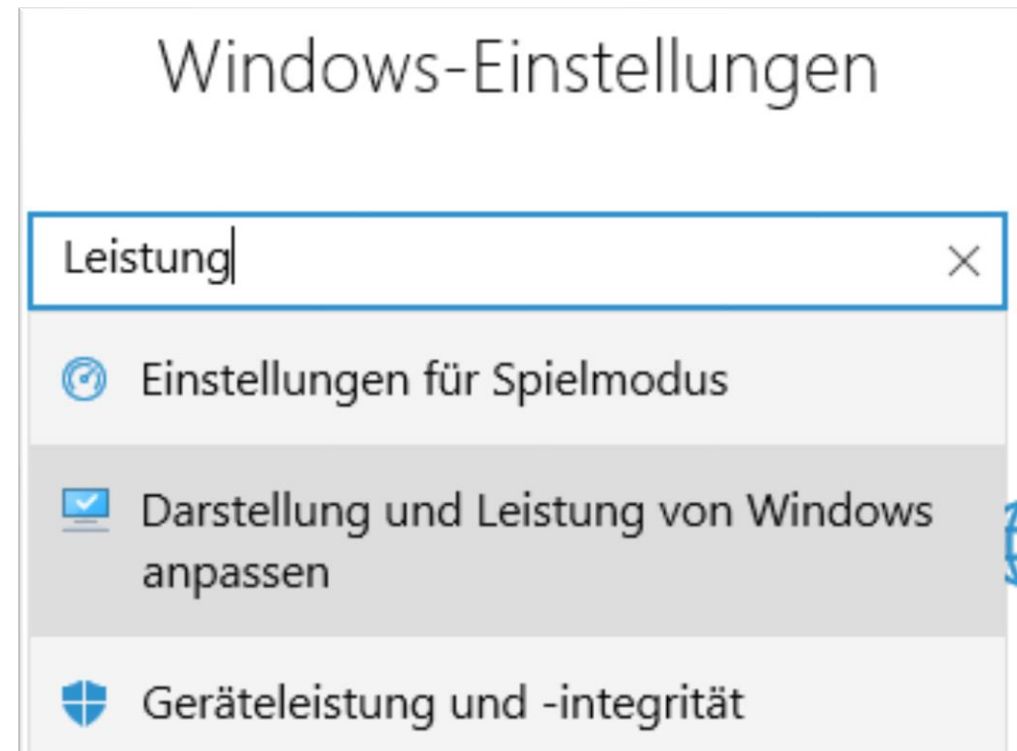 Windows-Einstellungen
Leistung
Einstellungen für Spielmodus
Darstellung und Leistung von Windows
anpassen
Geräteleistung und -integrität